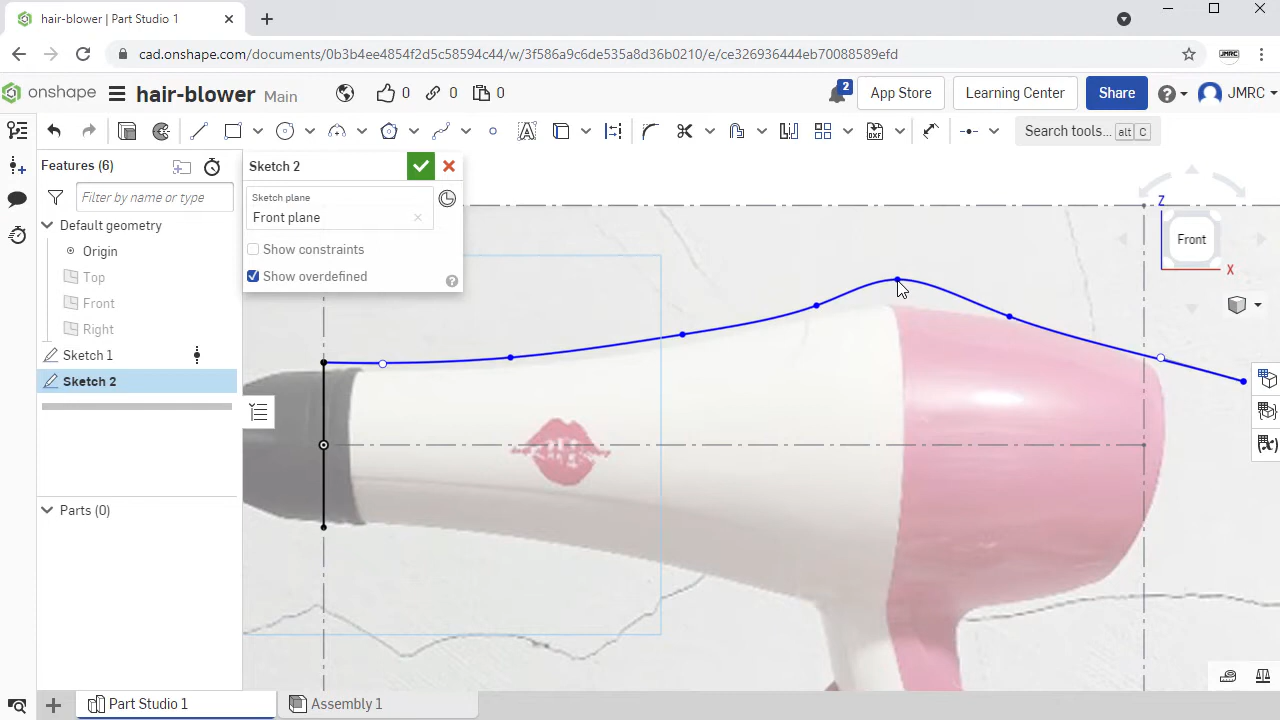 hair-blower | Part Studio 1
cad.onshape.com/documents/0b3b4ee4854f2d5c58594c44/w/3f586a9c6de535a8d36b0210/e/ce326936444eb70088589efd
onshape
hair-blower Main
0
0
0
2
App Store
Learning Center
Share
JMRC
Search tools...
alt
C
Features (6)
Filter by name or type
Default geometry
Origin
Top
Front
Right
Sketch 1
Sketch 2
Parts (0)
Sketch 2
Sketch plane
Front plane
Show constraints
Show overdefined
Z
Front
X
Part Studio 1
Assembly 1